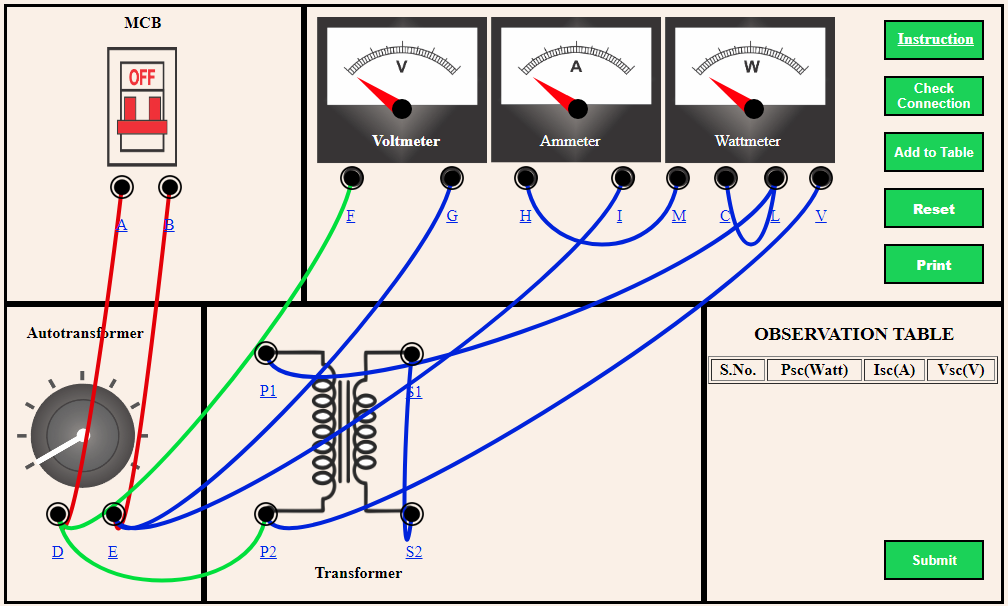 MCB
OFF
A
B
V
A
W
Voltmeter
Ammeter
Wattmeter
F
G
H
I
M
C
L
V
Instruction
Check
Connection
Add to Table
Reset
Print
Autotransformer
D
E
P1
S1
P2
S2
Transformer
OBSERVATION TABLE
S.No. Psc(Watt) Isc(A) Vsc(V)
Submit